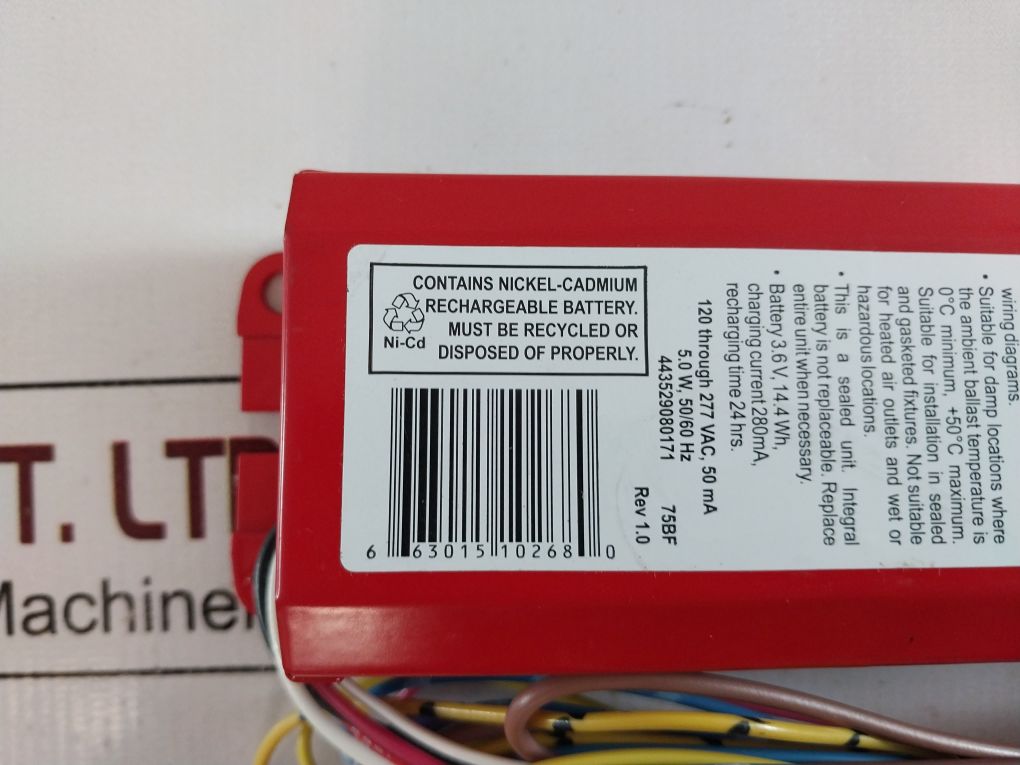 CONTAINS NICKEL-CADMIUM
RECHARGEABLE BATTERY.
MUST BE RECYCLED OR
DISPOSED OF PROPERLY.
Ni-Cd
6 63015 10268 0
wiring diagrams.
• Suitable for damp locations where
the ambient ballast temperature is
0°C minimum, +50°C maximum.
Suitable for installation in sealed
and gasketed fixtures. Not suitable
for heated air outlets and wet or
hazardous locations.
• This is a sealed unit. Integral
battery is not replaceable. Replace
entire unit when necessary.
• Battery 3.6 V, 14.4 Wh,
charging current 280mA,
recharging time 24 hrs.
120 through 277 VAC, 50 mA
5.0 W, 50/60 Hz
443529080171 75BF
Rev 1.0
T. LT
Machiner